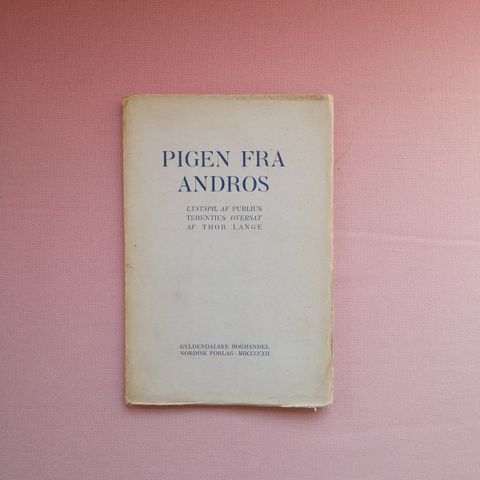 PIGEN FRA
ANDROS
LYSTSPIL AF PUBLIUS
TERENTIUS OVERSAT
AF THOR LANGE
GYLDENDALSKE BOGHANDEL
NORDISK FORLAG MDCCCCXII